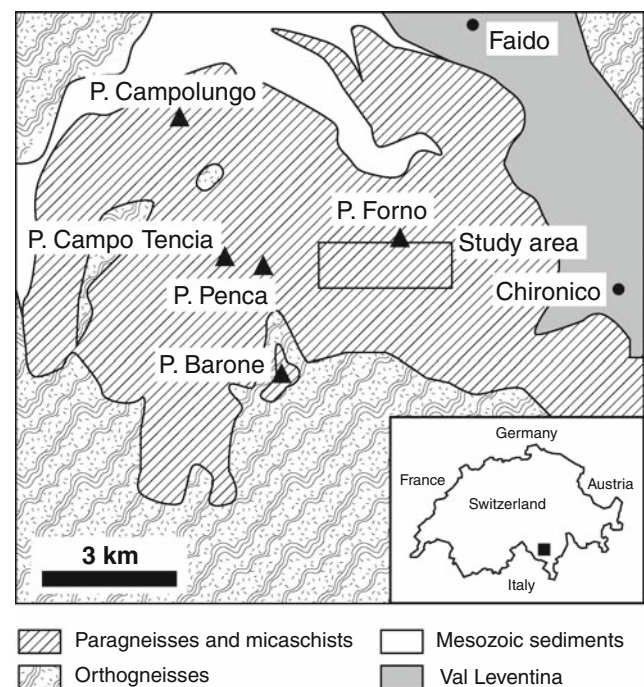 Faido
P. Campolungo
P. Forno
P. Campo Tencia
Study area
P. Penca
Chironico
P. Barone
Germany
France
Austria
Switzerland
Italy
3 km
Paragneisses and micaschists
Mesozoic sediments
Orthogneisses
Val Leventina